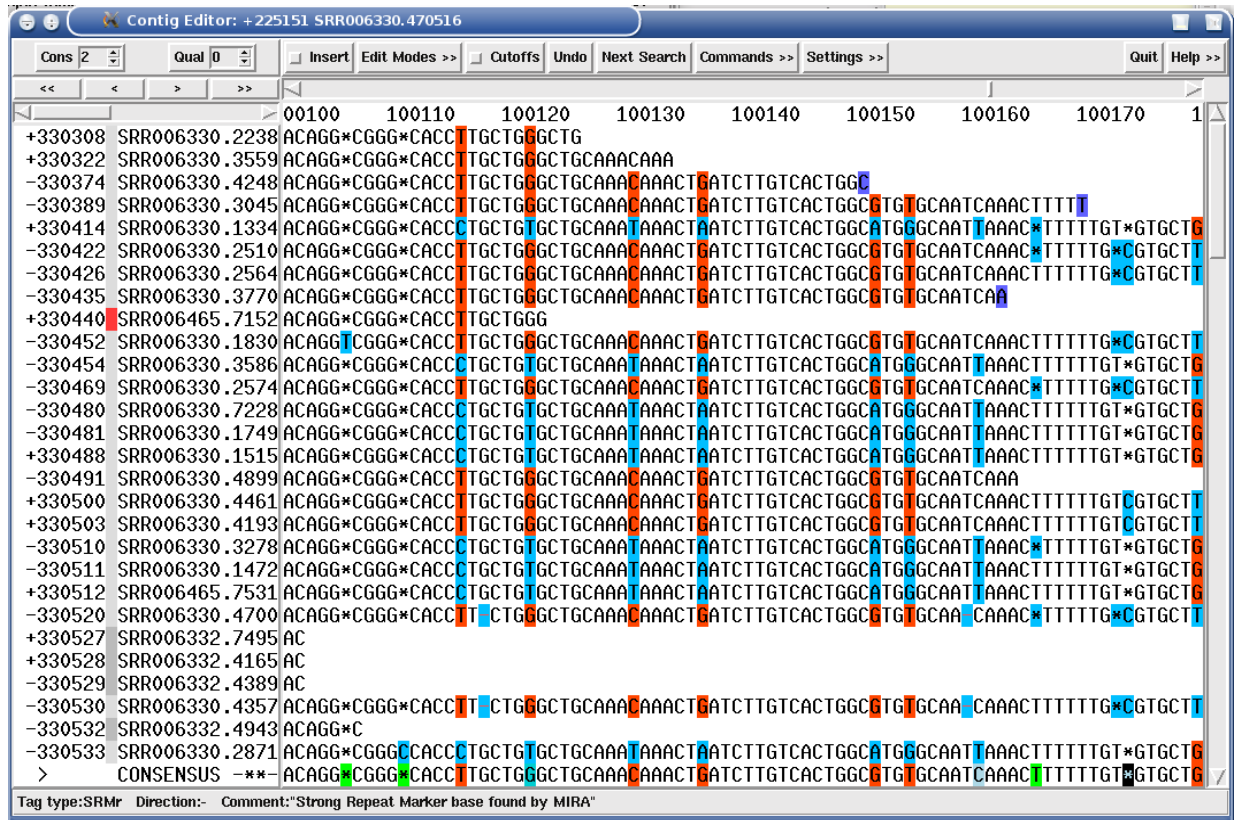 Contig Editor: +225151 SRR006330.470516
Cons 2 Qual 0 Insert Edit Modes >> Cutoffs Undo Next Search Commands >> Settings >> Quit Help >>
<< < > >>
00100 100110 100120 100130 100140 100150 100160 100170 1
+330308 SRR006330.2238 ACAGG*CGGG*CACCTTGCTGGGCTG
+330322 SRR006330.3559 ACAGG*CGGG*CACCTTGCTGGGCTGCAAACAAA
-330374 SRR006330.4248 ACAGG*CGGG*CACCTTGCTGGGCTGCAAACAAACTGATCTTGTCACTGGC
-330389 SRR006330.3045 ACAGG*CGGG*CACCTTGCTGGGCTGCAAACAAACTGATCTTGTCACTGGCGTGTGCAATCAAACTTTTT
+330414 SRR006330.1334 ACAGG*CGGG*CACCCTGCTGTGCTGCAAATAAACTAATCTTGTCACTGGCATGGGCAATTAAAC*TTTTTGT*GTGCTG
-330422 SRR006330.2510 ACAGG*CGGG*CACCTTGCTGGGCTGCAAACAAACTGATCTTGTCACTGGCGTGTGCAATCAAAC*TTTTTG*CGTGCTT
-330426 SRR006330.2564 ACAGG*CGGG*CACCTTGCTGGGCTGCAAACAAACTGATCTTGTCACTGGCGTGTGCAATCAAACTTTTTTG*CGTGCTT
-330435 SRR006330.3770 ACAGG*CGGG*CACCTTGCTGGGCTGCAAACAAACTGATCTTGTCACTGGCGTGTGCAATCAA
+330440 SRR006465.7152 ACAGG*CGGG*CACCTTGCTGGG
-330452 SRR006330.1830 ACAGGTCGGG*CACCTTGCTGGGCTGCAAACAAACTGATCTTGTCACTGGCGTGTGCAATCAAACTTTTTTG*CGTGCTT
-330454 SRR006330.3586 ACAGG*CGGG*CACCCTGCTGTGCTGCAAATAAACTAATCTTGTCACTGGCATGGGCAATTAAACTTTTTTGT*GTGCTG
-330469 SRR006330.2574 ACAGG*CGGG*CACCTTGCTGGGCTGCAAACAAACTGATCTTGTCACTGGCGTGTGCAATCAAAC*TTTTTG*CGTGCTT
-330480 SRR006330.7228 ACAGG*CGGG*CACCCTGCTGTGCTGCAAATAAACTAATCTTGTCACTGGCATGGGCAATTAAACTTTTTTGT*GTGCTG
-330481 SRR006330.1749 ACAGG*CGGG*CACCCTGCTGTGCTGCAAATAAACTAATCTTGTCACTGGCATGGGCAATTAAACTTTTTTGT*GTGCTG
+330488 SRR006330.1515 ACAGG*CGGG*CACCCTGCTGTGCTGCAAATAAACTAATCTTGTCACTGGCATGGGCAATTAAACTTTTTTGT*GTGCTG
-330491 SRR006330.4899 ACAGG*CGGG*CACCTTGCTGGGCTGCAAACAAACTGATCTTGTCACTGGCGTGTGCAATCAAA
+330500 SRR006330.4461 ACAGG*CGGG*CACCTTGCTGGGCTGCAAACAAACTGATCTTGTCACTGGCGTGTGCAATCAAACTTTTTTGTCGTGCTT
+330503 SRR006330.4193 ACAGG*CGGG*CACCTTGCTGGGCTGCAAACAAACTGATCTTGTCACTGGCGTGTGCAATCAAACTTTTTTGTCGTGCTT
-330510 SRR006330.3278 ACAGG*CGGG*CACCCTGCTGTGCTGCAAATAAACTAATCTTGTCACTGGCATGGGCAATTAAAC*TTTTTGT*GTGCTG
-330511 SRR006330.1472 ACAGG*CGGG*CACCCTGCTGTGCTGCAAATAAACTAATCTTGTCACTGGCATGGGCAATTAAACTTTTTTGT*GTGCTG
+330512 SRR006465.7531 ACAGG*CGGG*CACCCTGCTGTGCTGCAAATAAACTAATCTTGTCACTGGCATGGGCAATTAAACTTTTTTGT*GTGCTG
-330520 SRR006330.4700 ACAGG*CGGG*CACCTT-CTGGGCTGCAAACAAACTGATCTTGTCACTGGCGTGTGCAA-CAAAC*TTTTTG*CGTGCTT
+330527 SRR006332.7495 AC
+330528 SRR006332.4165 AC
-330529 SRR006332.4389 AC
-330530 SRR006330.4357 ACAGG*CGGG*CACCTT-CTGGGCTGCAAACAAACTGATCTTGTCACTGGCGTGTGCAA-CAAACTTTTTTG*CGTGCTT
-330532 SRR006332.4943 ACAGG*C
-330533 SRR006330.2871 ACAGG*CGGGCCACCCTGCTGTGCTGCAAATAAACTAATCTTGTCACTGGCATGGGCAATTAAACTTTTTTGT*GTGCTG
> CONSENSUS -**- ACAGG*CGGG*CACCTTGCTGGGCTGCAAACAAACTGATCTTGTCACTGGCGTGTGCAATCAAACTTTTTTGT*GTGCTG
Tag type:SRMr Direction:- Comment:"Strong Repeat Marker base found by MIRA"